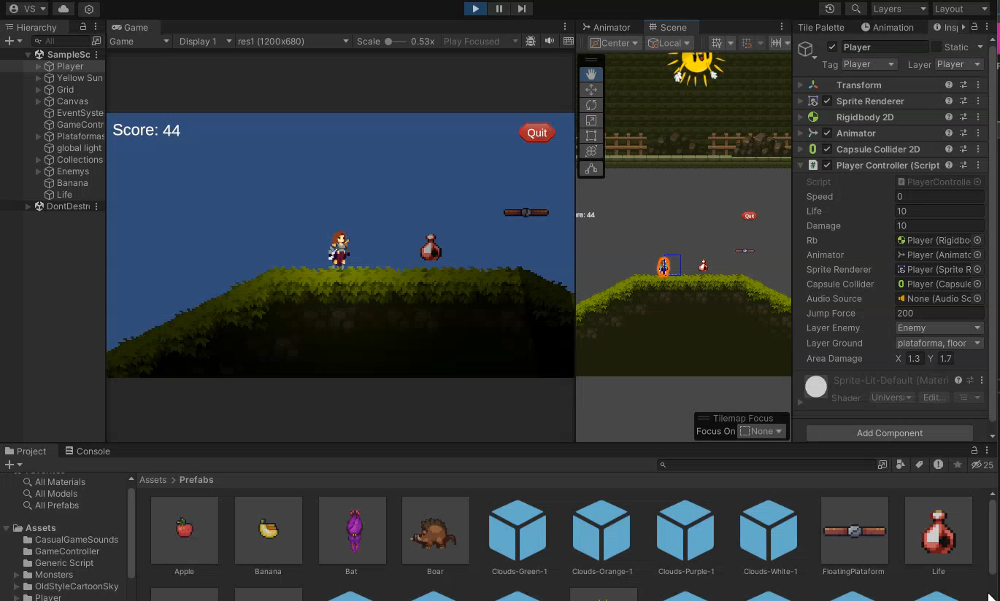 VS
Layers
Layout
Hierarchy
Game
Animator
Scene
Tile Palette
Animation
Insp
All
Game
Display 1
res1 (1200x680)
Scale
0.53x
Play Focused
Center
Local
SampleSc
Player
Yellow Sun
Grid
Canvas
EventSyste
GameContr
Plataformas
global light
Collections
Enemys
Banana
Life
DontDestr
Score: 44
Quit
re: 44
Quit
Tilemap Focus
Focus On
None
Player
Static
Tag
Player
Layer
Player
Transform
Sprite Renderer
Rigidbody 2D
Animator
Capsule Collider 2D
Player Controller (Script
Script
PlayerControlle
Speed
0
Life
10
Damage
10
Rb
Player (Rigidbo
Animator
Player (Animato
Sprite Renderer
Player (Sprite R
Capsule Collider
Player (Capsule
Audio Source
None (Audio So
Jump Force
200
Layer Enemy
Enemy
Layer Ground
plataforma, floor
Area Damage
X 1.3 Y 1.7
Sprite-Lit-Default (Materi
Shader
Univers
Edit...
Add Component
Project
Console
25
Favorites
All Materials
All Models
All Prefabs
Assets
CasualGameSounds
GameController
Generic Script
Monsters
OldStyleCartoonSky
Player
Assets > Prefabs
Apple
Banana
Bat
Boar
Clouds-Green-1
Clouds-Orange-1
Clouds-Purple-1
Clouds-White-1
FloatingPlataform
Life